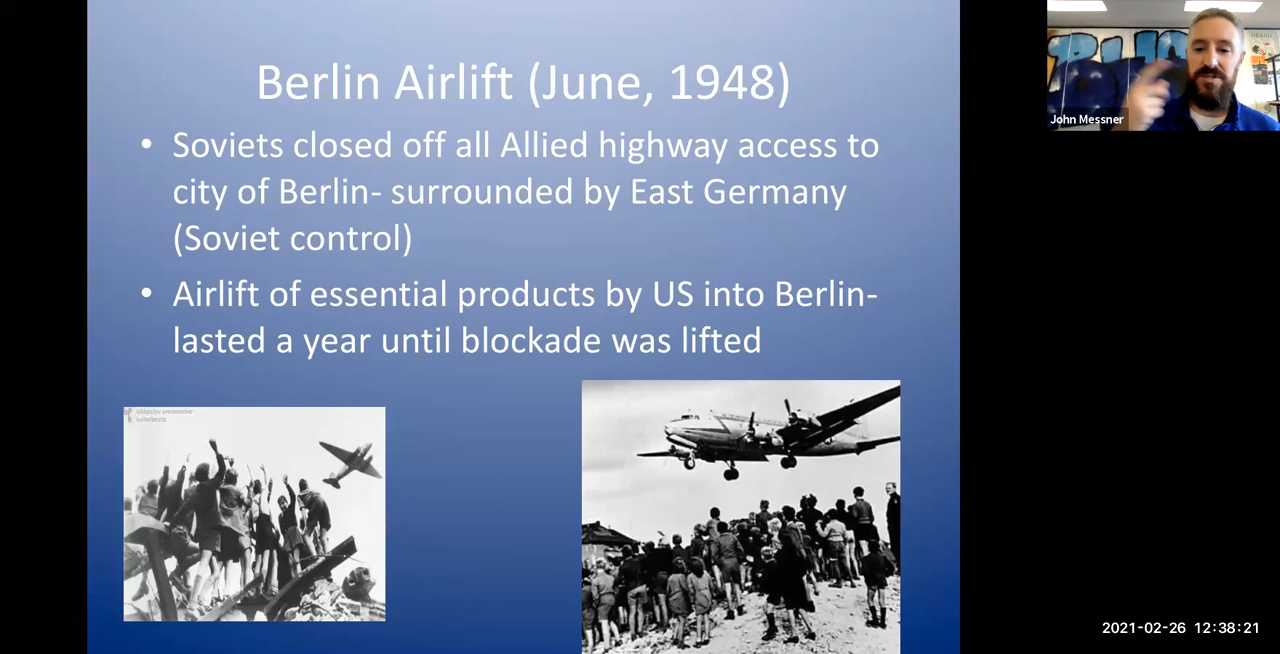 Berlin Airlift (June, 1948)
• Soviets closed off all Allied highway access to
city of Berlin- surrounded by East Germany
(Soviet control)
• Airlift of essential products by US into Berlin-
lasted a year until blockade was lifted
John Messner
2021-02-26 12:38:21